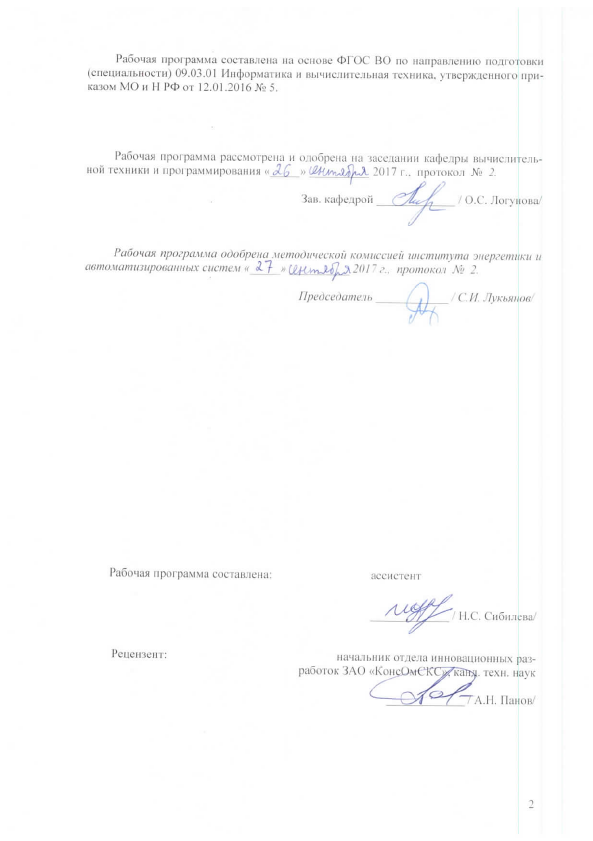 Рабочая программа составлена на основе ФГОС ВО по направлению подготовки
(специальности) 09.03.01 Информатика и вычислительная техника, утвержденного при-
казом МО и Н РФ от 12.01.2016 № 5.
Рабочая программа рассмотрена и одобрена на заседании кафедры вычислитель-
ной техники и программирования «26» сентября 2017 г., протокол № 2.
Зав. кафедрой / О.С. Логунова/
Рабочая программа одобрена методической комиссией института энергетики и
автоматизированных систем «27» сентября 2017 г., протокол № 2.
Председатель / С.И. Лукьянов/
Рабочая программа составлена: ассистент
/ Н.С. Сибилева/
Рецензент: начальник отдела инновационных раз-
работок ЗАО «КонсОмСКС», канд. техн. наук
/ А.Н. Панов/
2